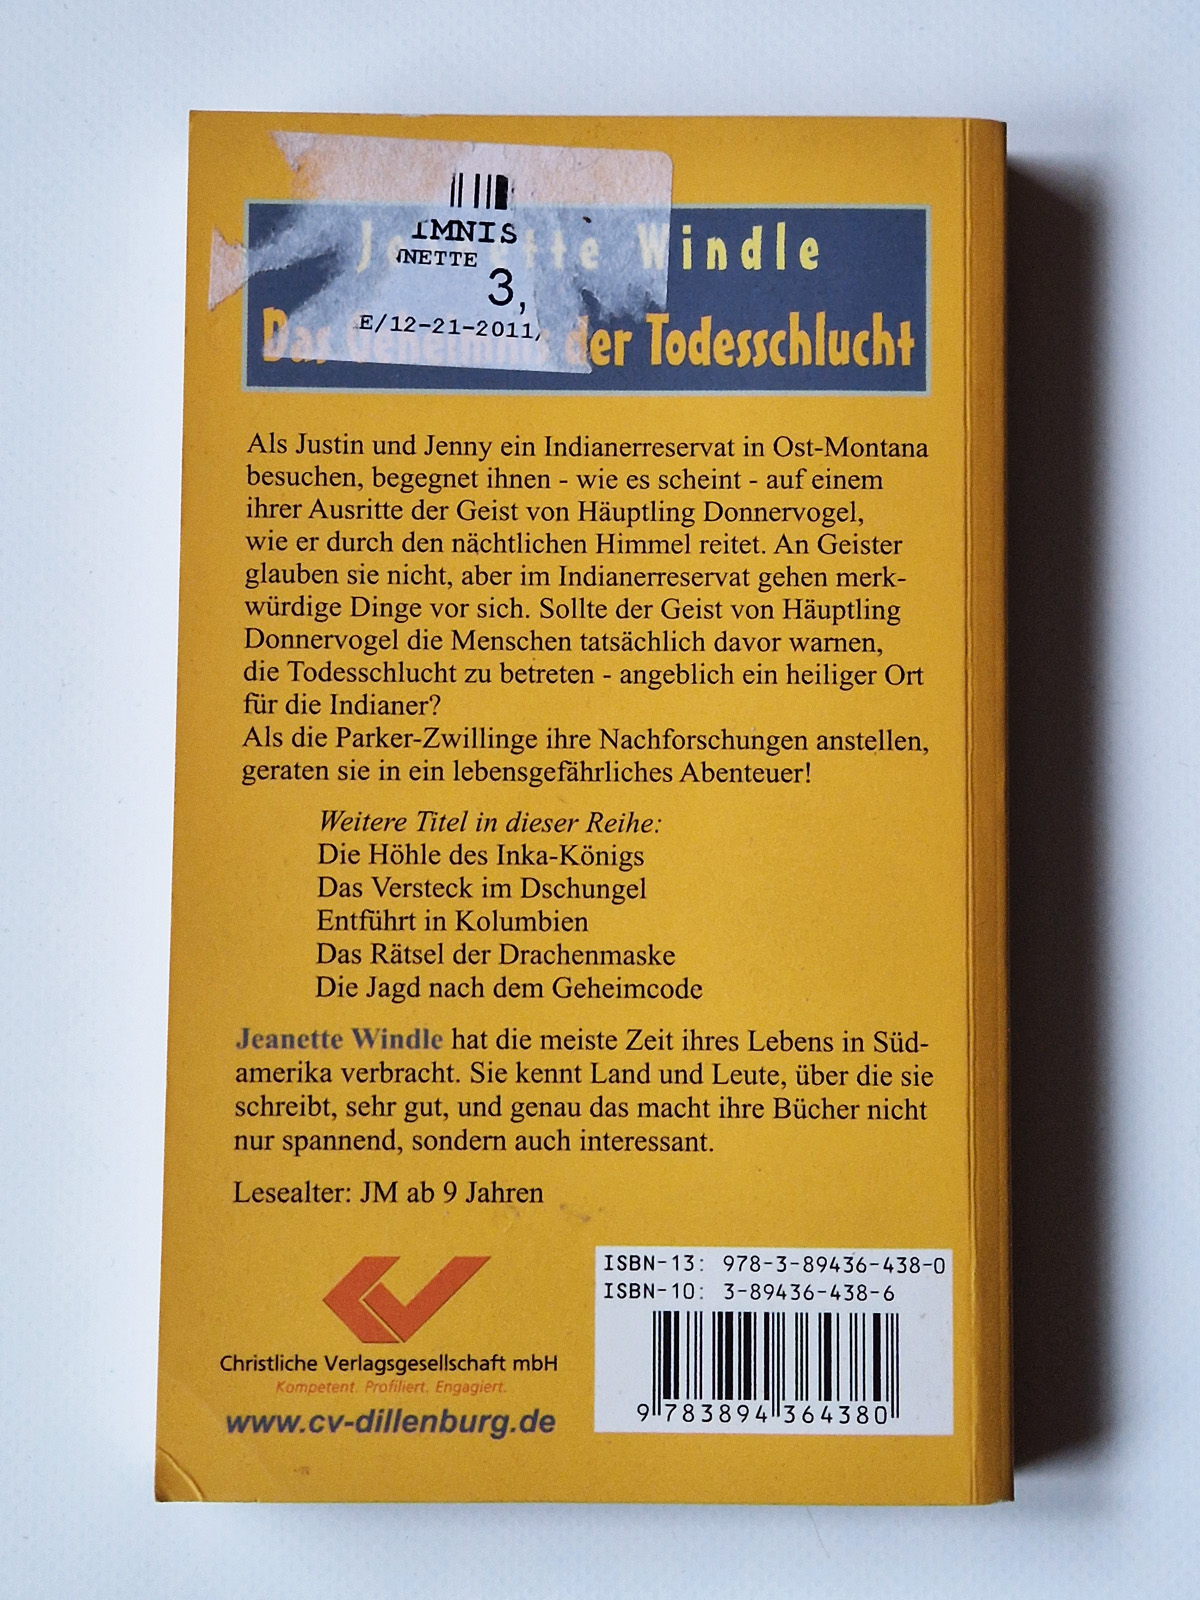 Jeanette Windle
IMNIS
NETTE
3,
E/12-21-2011/
Das Geheimnis der Todesschlucht
Als Justin und Jenny ein Indianerreservat in Ost-Montana
besuchen, begegnet ihnen - wie es scheint - auf einem
ihrer Ausritte der Geist von Häuptling Donnervogel,
wie er durch den nächtlichen Himmel reitet. An Geister
glauben sie nicht, aber im Indianerreservat gehen merk-
würdige Dinge vor sich. Sollte der Geist von Häuptling
Donnervogel die Menschen tatsächlich davor warnen,
die Todesschlucht zu betreten - angeblich ein heiliger Ort
für die Indianer?
Als die Parker-Zwillinge ihre Nachforschungen anstellen,
geraten sie in ein lebensgefährliches Abenteuer!
Weitere Titel in dieser Reihe:
Die Höhle des Inka-Königs
Das Versteck im Dschungel
Entführt in Kolumbien
Das Rätsel der Drachenmaske
Die Jagd nach dem Geheimcode
Jeanette Windle hat die meiste Zeit ihres Lebens in Süd-
amerika verbracht. Sie kennt Land und Leute, über die sie
schreibt, sehr gut, und genau das macht ihre Bücher nicht
nur spannend, sondern auch interessant.
Lesealter: JM ab 9 Jahren
Christliche Verlagsgesellschaft mbH
Kompetent. Profiliert. Engagiert.
www.cv-dillenburg.de
ISBN-13: 978-3-89436-438-0
ISBN-10: 3-89436-438-6
9 783894 364380